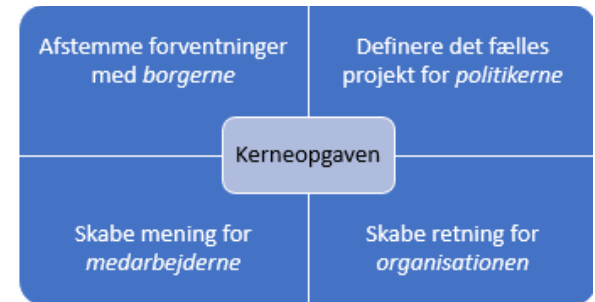 Afstemme forventninger
med borgerne
Definere det fælles
projekt for politikerne
Kerneopgaven
Skabe mening for
medarbejderne
Skabe retning for
organisationen